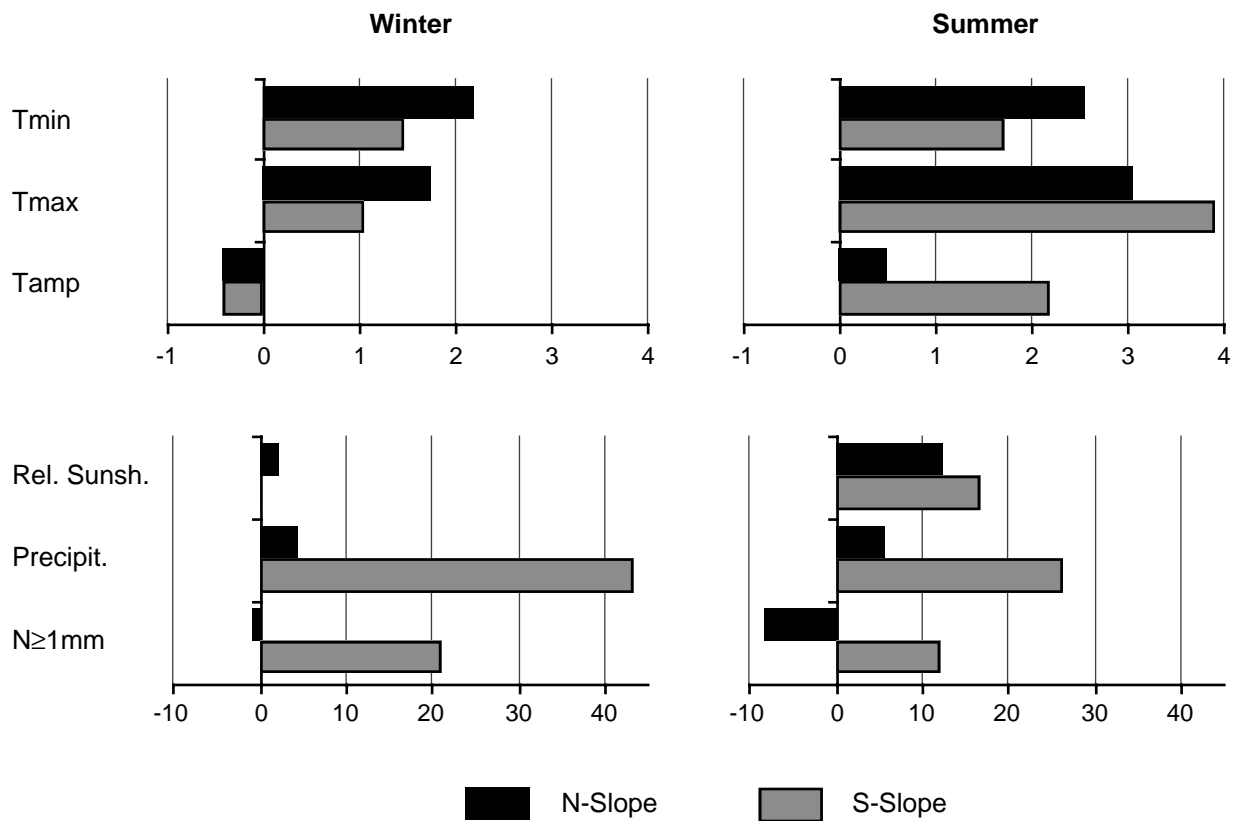 Winter Summer
Tmin
Tmax
Tamp
-1 0 1 2 3 4 -1 0 1 2 3 4
Rel. Sunsh.
Precipit.
N≥1mm
-10 0 10 20 30 40 -10 0 10 20 30 40
N-Slope S-Slope